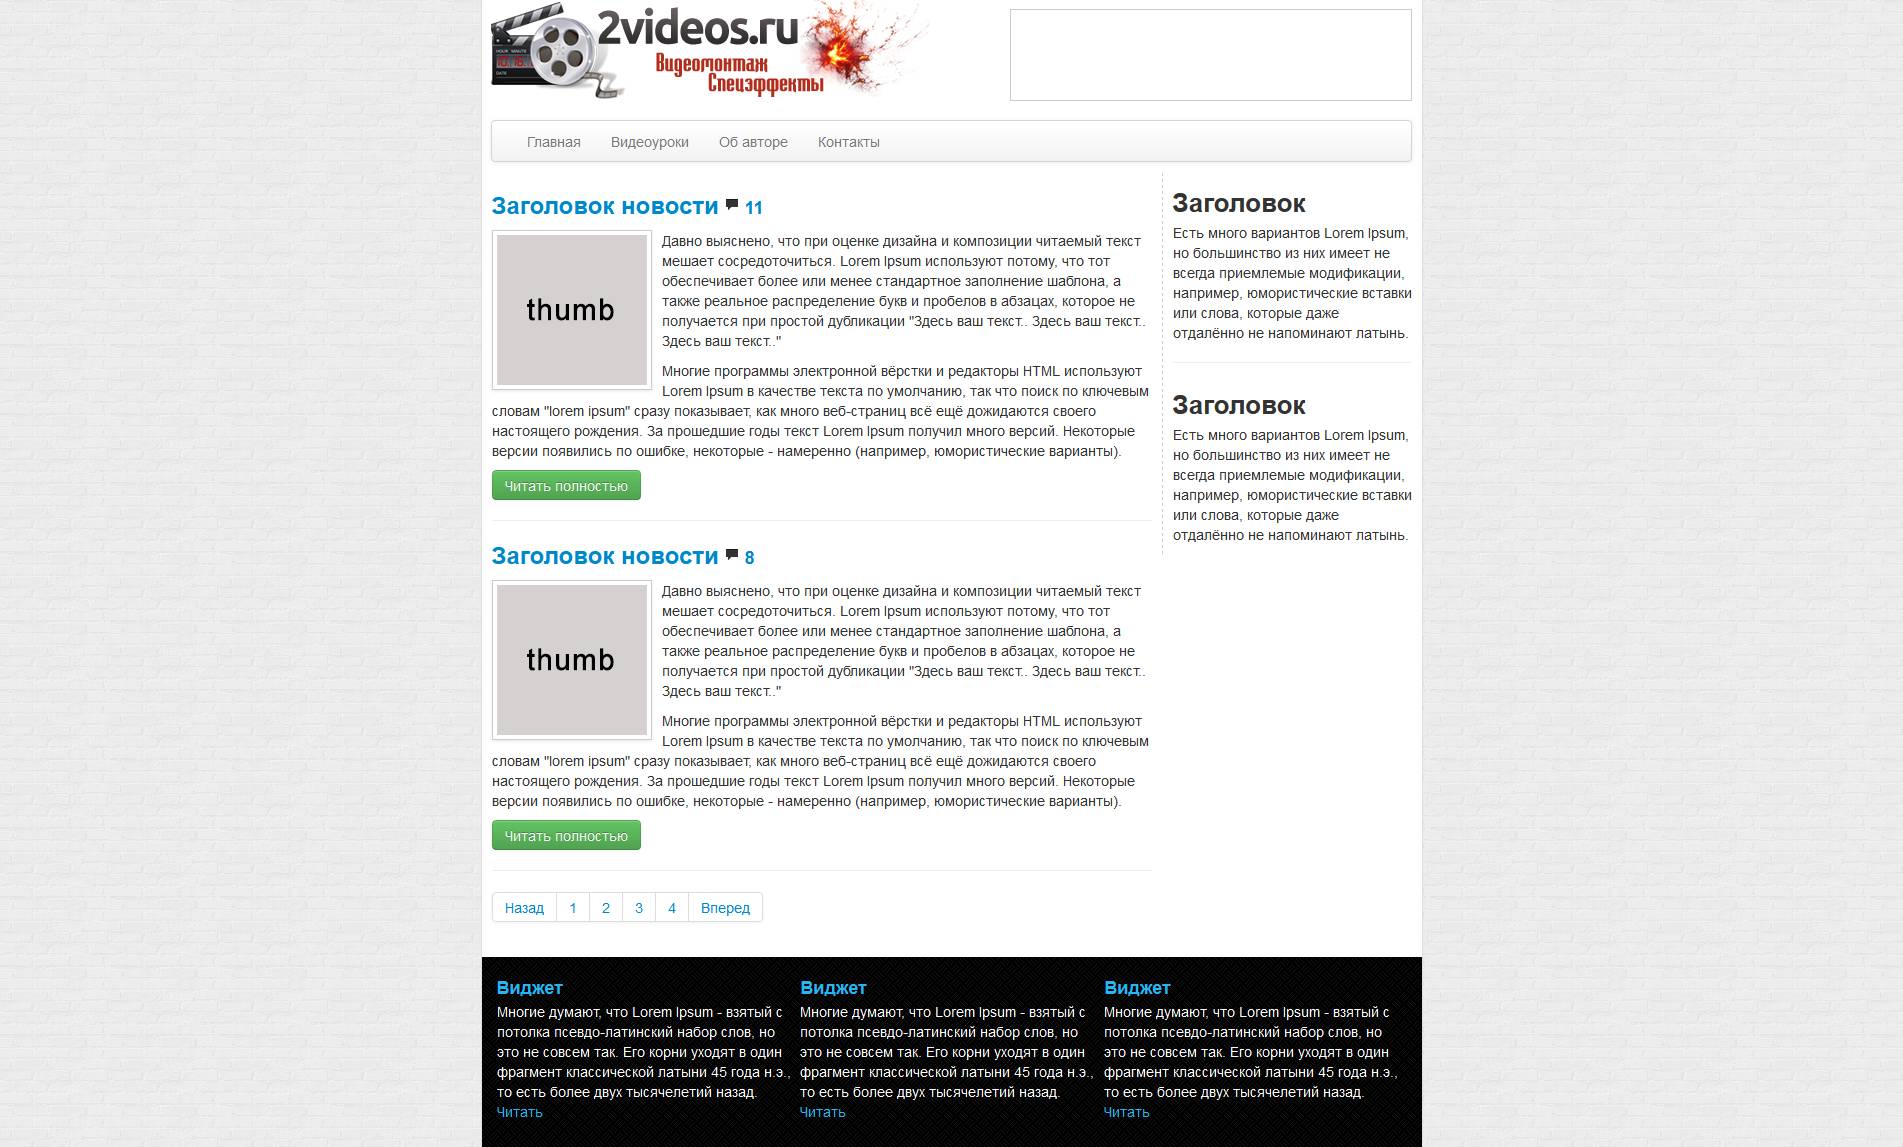 2videos.ru
Видеомонтаж
Спецэффекты
HOUR MINUTE
DATE
Главная Видеоуроки Об авторе Контакты
Заголовок новости 11
thumb
Давно выяснено, что при оценке дизайна и композиции читаемый текст
мешает сосредоточиться. Lorem Ipsum используют потому, что тот
обеспечивает более или менее стандартное заполнение шаблона, а
также реальное распределение букв и пробелов в абзацах, которое не
получается при простой дубликации "Здесь ваш текст.. Здесь ваш текст..
Здесь ваш текст.."
Многие программы электронной вёрстки и редакторы HTML используют
Lorem Ipsum в качестве текста по умолчанию, так что поиск по ключевым
словам "lorem ipsum" сразу показывает, как много веб-страниц всё ещё дожидаются своего
настоящего рождения. За прошедшие годы текст Lorem Ipsum получил много версий. Некоторые
версии появились по ошибке, некоторые - намеренно (например, юмористические варианты).
Читать полностью
Заголовок новости 8
thumb
Давно выяснено, что при оценке дизайна и композиции читаемый текст
мешает сосредоточиться. Lorem Ipsum используют потому, что тот
обеспечивает более или менее стандартное заполнение шаблона, а
также реальное распределение букв и пробелов в абзацах, которое не
получается при простой дубликации "Здесь ваш текст.. Здесь ваш текст..
Здесь ваш текст.."
Многие программы электронной вёрстки и редакторы HTML используют
Lorem Ipsum в качестве текста по умолчанию, так что поиск по ключевым
словам "lorem ipsum" сразу показывает, как много веб-страниц всё ещё дожидаются своего
настоящего рождения. За прошедшие годы текст Lorem Ipsum получил много версий. Некоторые
версии появились по ошибке, некоторые - намеренно (например, юмористические варианты).
Читать полностью
Назад 1 2 3 4 Вперед
Заголовок
Есть много вариантов Lorem Ipsum,
но большинство из них имеет не
всегда приемлемые модификации,
например, юмористические вставки
или слова, которые даже
отдалённо не напоминают латынь.
Заголовок
Есть много вариантов Lorem Ipsum,
но большинство из них имеет не
всегда приемлемые модификации,
например, юмористические вставки
или слова, которые даже
отдалённо не напоминают латынь.
Виджет
Многие думают, что Lorem Ipsum - взятый с
потолка псевдо-латинский набор слов, но
это не совсем так. Его корни уходят в один
фрагмент классической латыни 45 года н.э.,
то есть более двух тысячелетий назад.
Читать
Виджет
Многие думают, что Lorem Ipsum - взятый с
потолка псевдо-латинский набор слов, но
это не совсем так. Его корни уходят в один
фрагмент классической латыни 45 года н.э.,
то есть более двух тысячелетий назад.
Читать
Виджет
Многие думают, что Lorem Ipsum - взятый с
потолка псевдо-латинский набор слов, но
это не совсем так. Его корни уходят в один
фрагмент классической латыни 45 года н.э.,
то есть более двух тысячелетий назад.
Читать